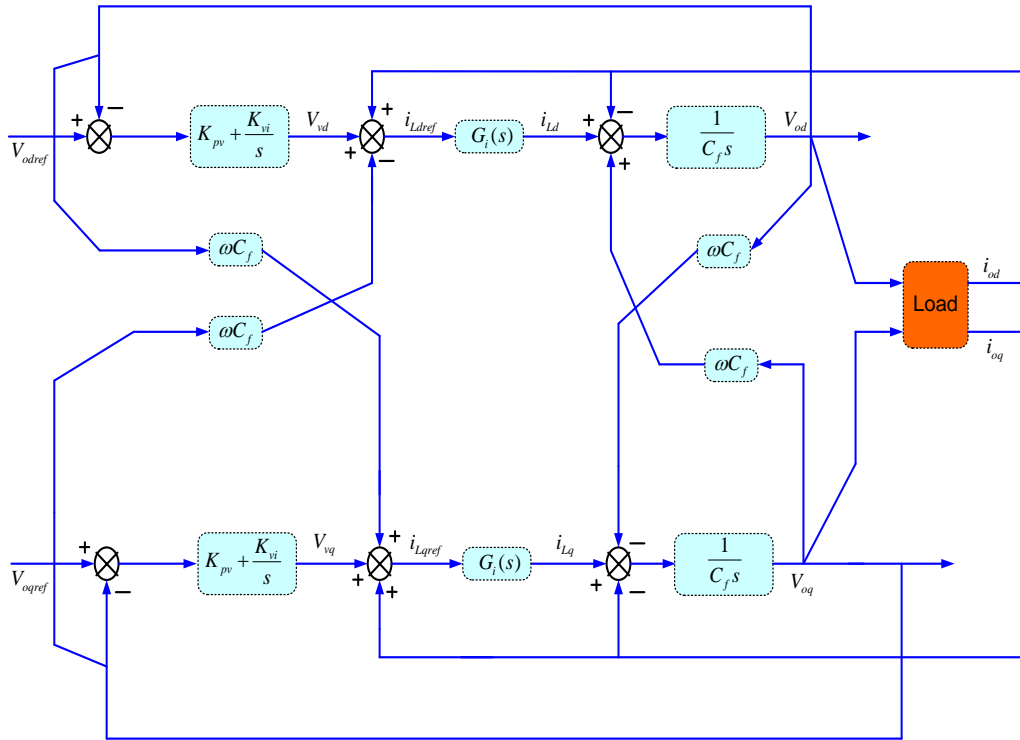 −
+
V_odref
K_pv + K_vi/s
V_vd
+
+
−
i_Ldref
G_i(s)
i_Ld
−
+
+
1/(C_f s)
V_od
ωC_f
ωC_f
ωC_f
ωC_f
Load
i_od
i_oq
+
−
V_oqref
K_pv + K_vi/s
V_vq
+
+
+
i_Lqref
G_i(s)
i_Lq
−
+
−
1/(C_f s)
V_oq